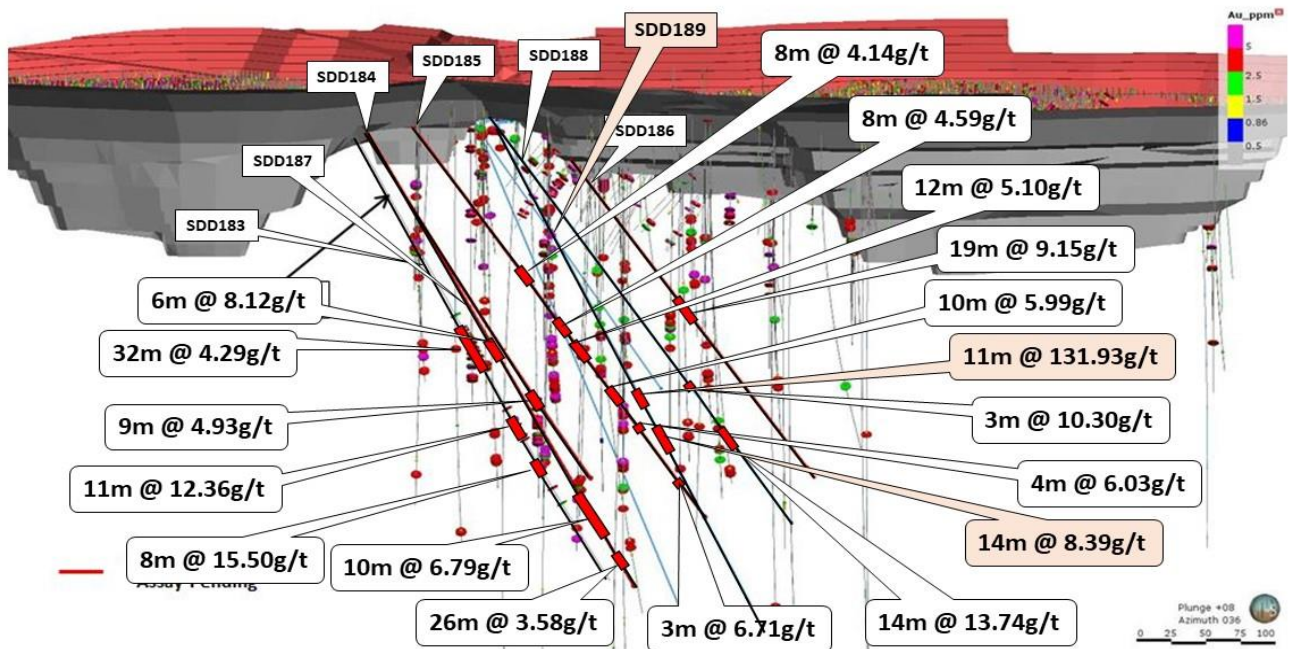 Au_ppm
5
2.5
1.5
0.86
0.5
SDD189
SDD188
SDD185
SDD184
SDD186
SDD187
SDD183
8m @ 4.14g/t
8m @ 4.59g/t
12m @ 5.10g/t
19m @ 9.15g/t
10m @ 5.99g/t
11m @ 131.93g/t
3m @ 10.30g/t
4m @ 6.03g/t
14m @ 8.39g/t
6m @ 8.12g/t
32m @ 4.29g/t
9m @ 4.93g/t
11m @ 12.36g/t
8m @ 15.50g/t
10m @ 6.79g/t
26m @ 3.58g/t
3m @ 6.71g/t
14m @ 13.74g/t
Assay Pending
Plunge +08
Azimuth 036
0 25 50 75 100